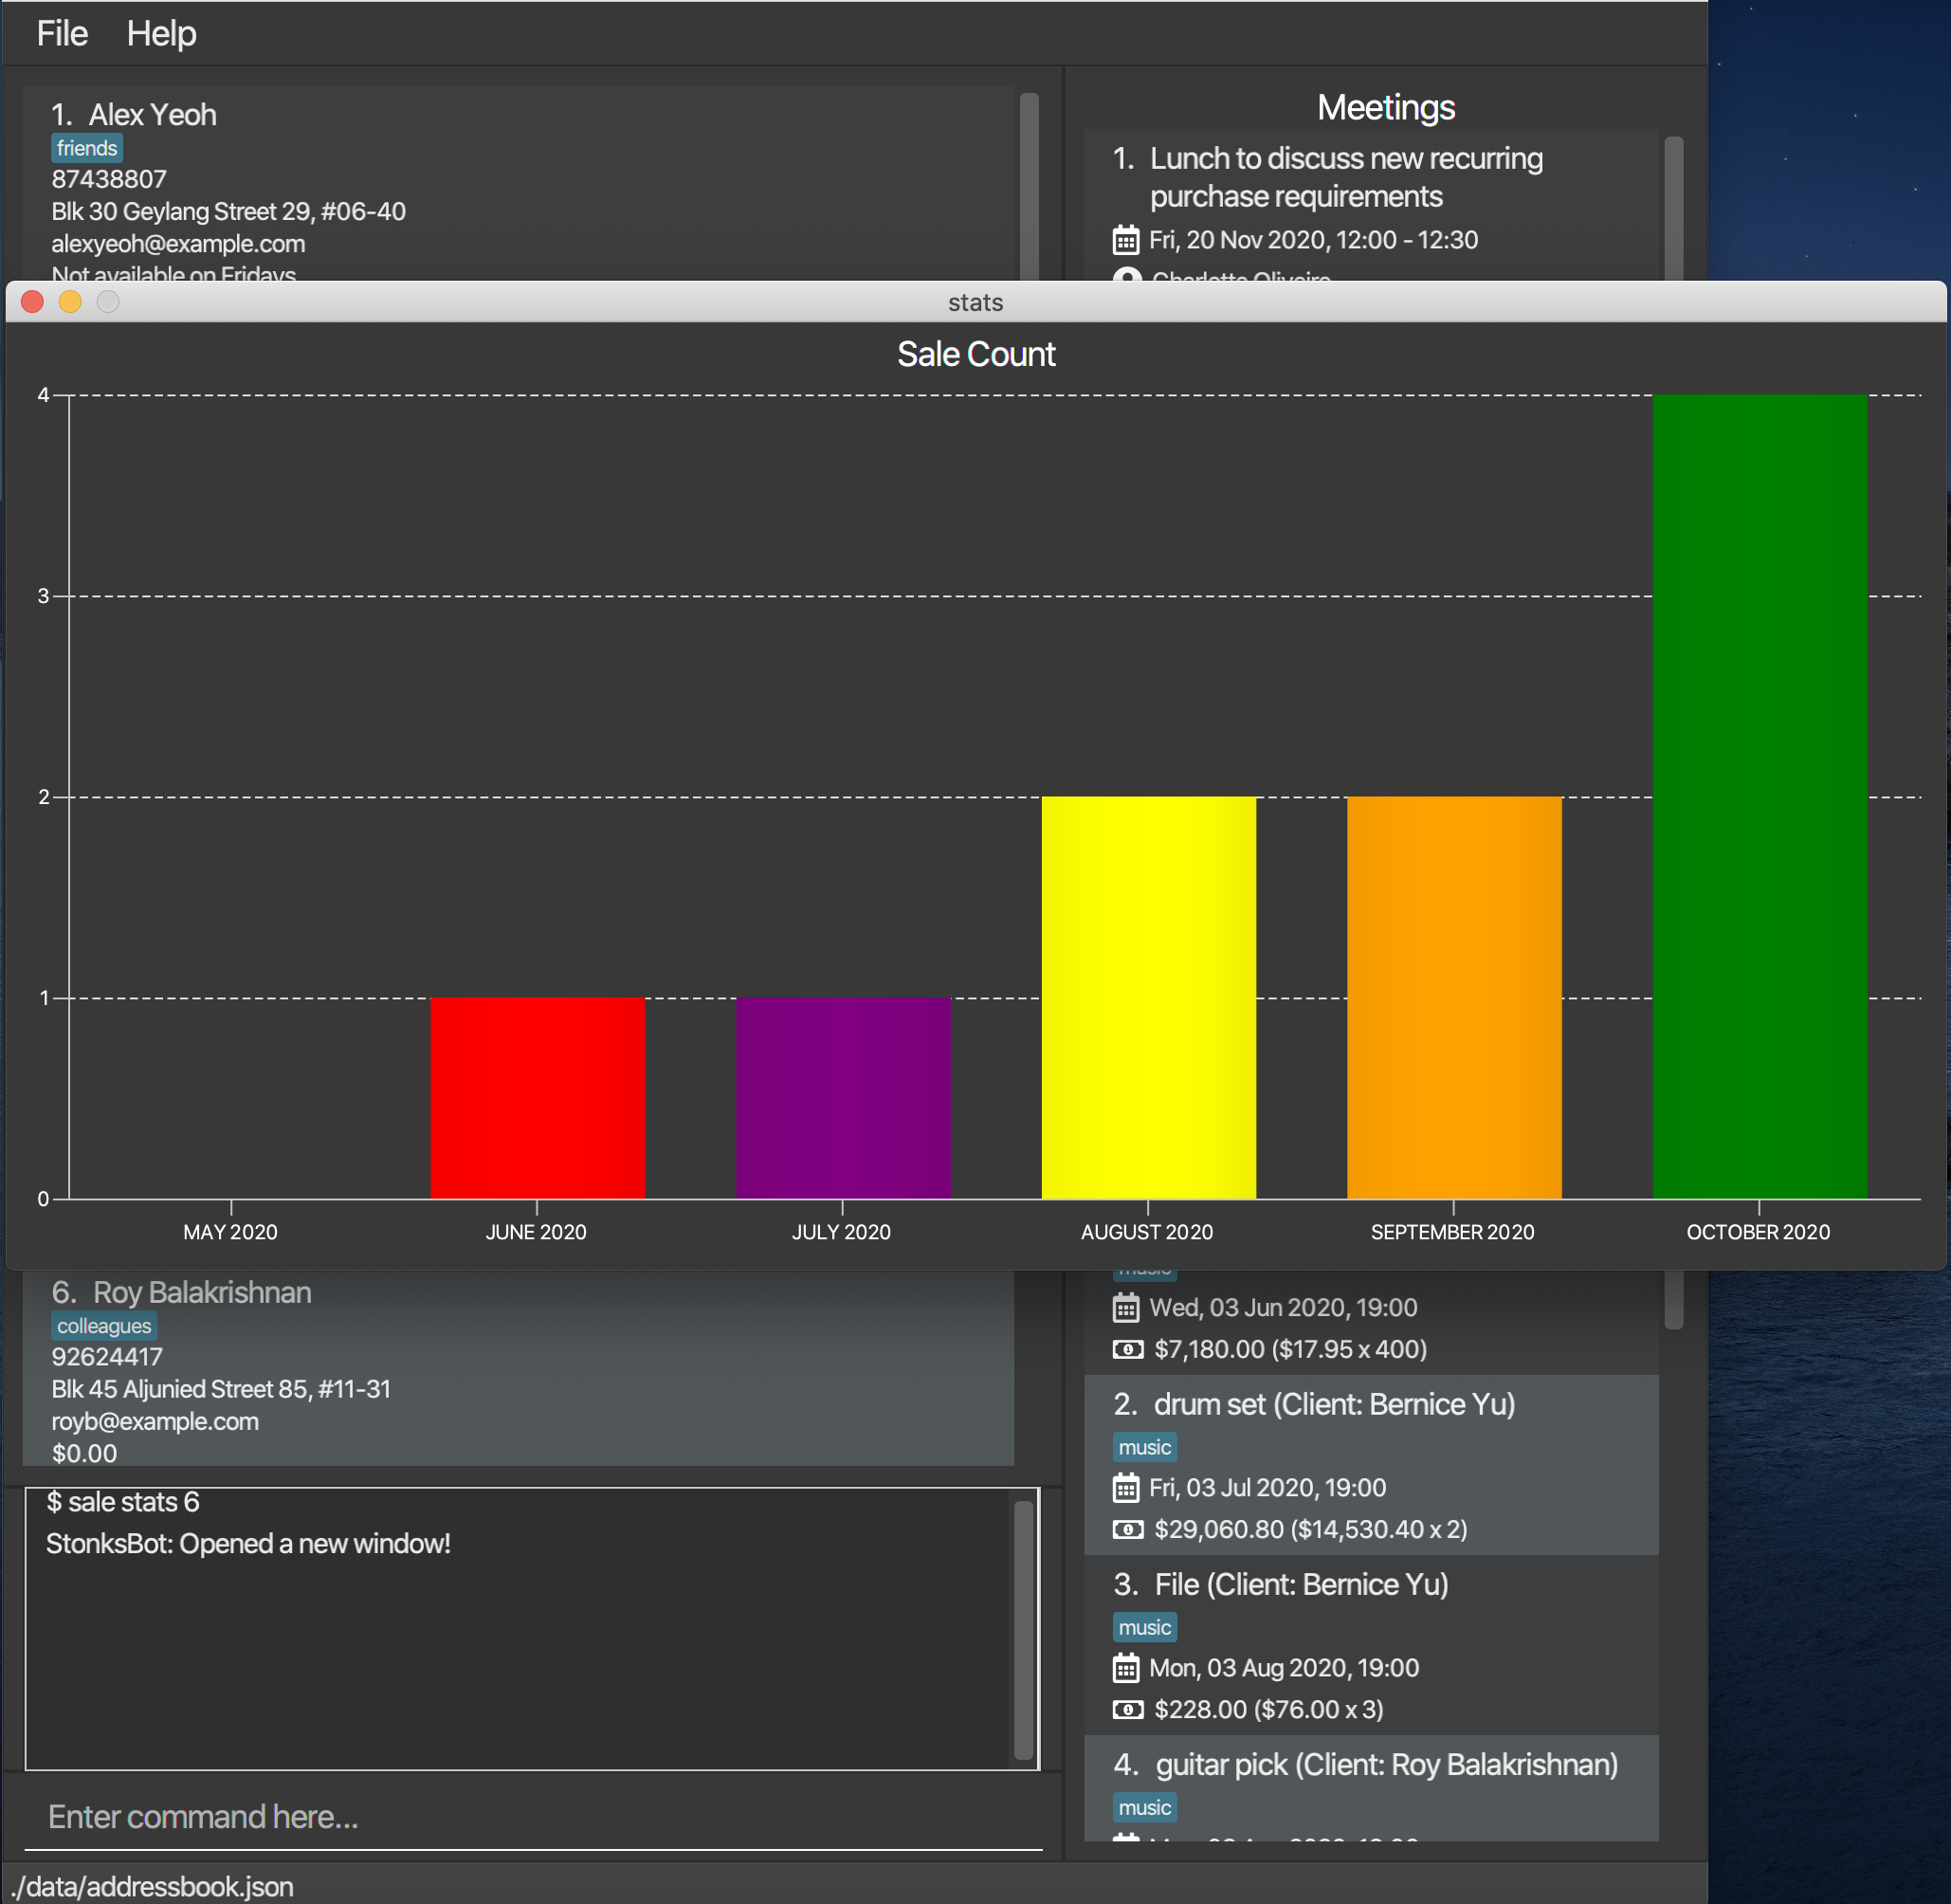 File Help
1. Alex Yeoh
friends
87438807
Blk 30 Geylang Street 29, #06-40
alexyeoh@example.com
Not available on Fridays
Meetings
1. Lunch to discuss new recurring
purchase requirements
Fri, 20 Nov 2020, 12:00 - 12:30
Charlotte Oliveiro
stats
Sale Count
4
3
2
1
0
MAY 2020 JUNE 2020 JULY 2020 AUGUST 2020 SEPTEMBER 2020 OCTOBER 2020
6. Roy Balakrishnan
colleagues
92624417
Blk 45 Aljunied Street 85, #11-31
royb@example.com
$0.00
$ sale stats 6
StonksBot: Opened a new window!
Enter command here...
./data/addressbook.json
music
Wed, 03 Jun 2020, 19:00
$7,180.00 ($17.95 x 400)
2. drum set (Client: Bernice Yu)
music
Fri, 03 Jul 2020, 19:00
$29,060.80 ($14,530.40 x 2)
3. File (Client: Bernice Yu)
music
Mon, 03 Aug 2020, 19:00
$228.00 ($76.00 x 3)
4. guitar pick (Client: Roy Balakrishnan)
music